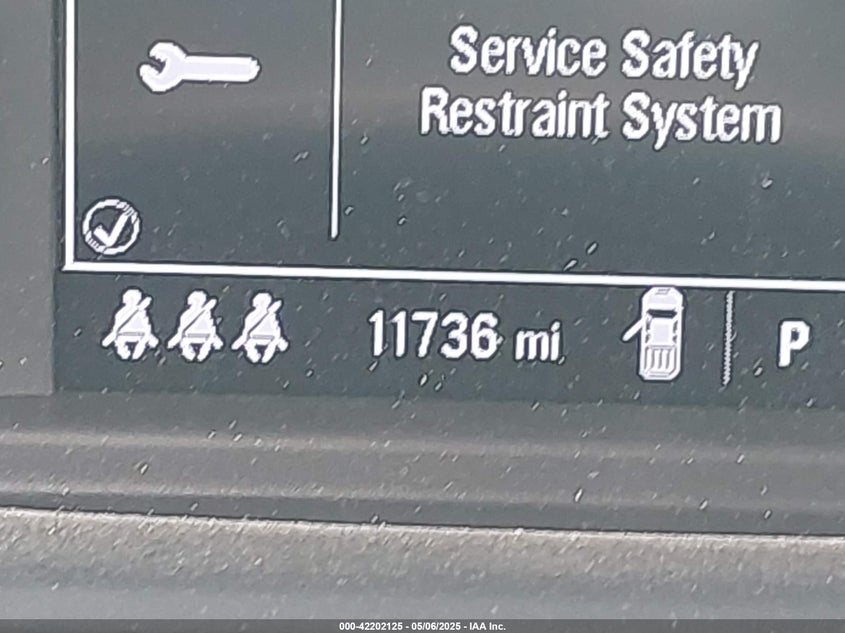 Service Safety
Restraint System
11736 mi
P
000-42202125 - 05/06/2025 - IAA Inc.